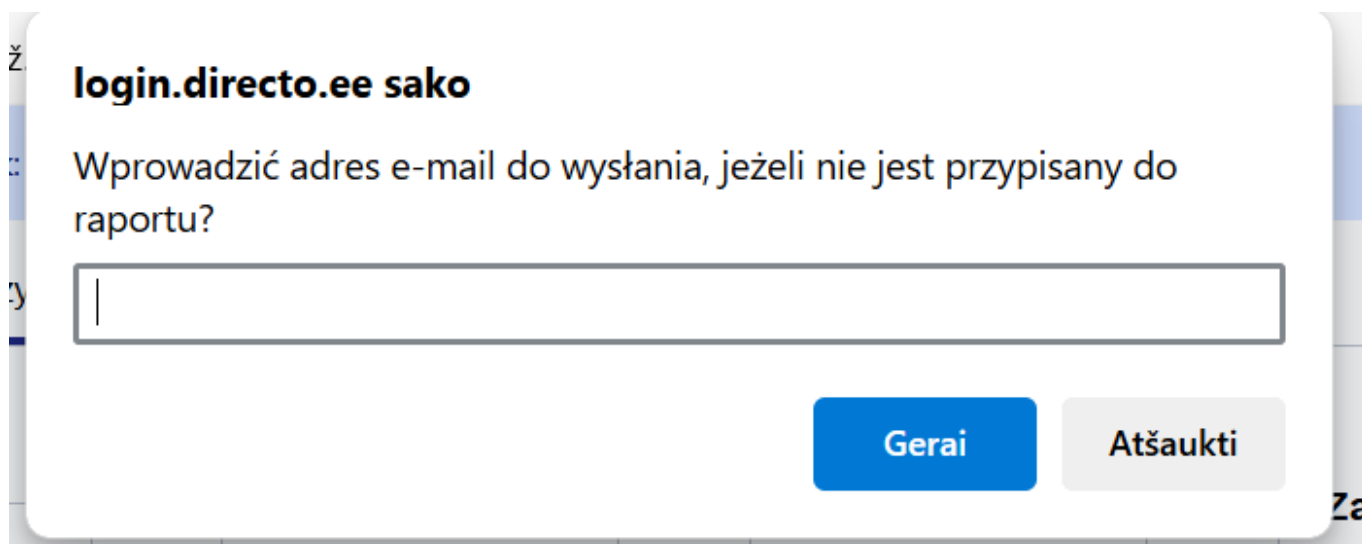 login.directo.ee sako
Wprowadzić adres e-mail do wysłania, jeżeli nie jest przypisany do
raportu?
Gerai
Atšaukti